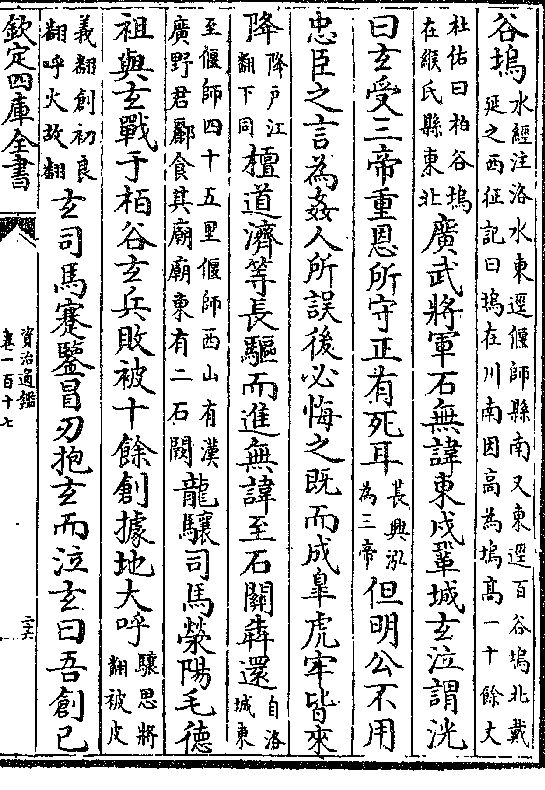 谷塢水經注洛水東逕偃師縣南又東逕百谷塢北戴延之西征記曰塢在川南因高為塢高一十餘丈
杜佑曰柏谷塢在緱氏縣東北廣武將軍石無諱東戍鞏城玄泣謂洸
曰玄受三帝重恩所守正有死耳萇興泓為三帝但明公不用
忠臣之言為姦人所誤後必悔之既而成臯虎牢皆來
降降戶江翻下同檀道濟等長驅而進無諱至石關犇還自洛城東
至偃師四十五里偃師西山有漢廣野君酈食其廟廟東有二石闕龍驤司馬滎陽毛徳
祖與玄戰于柏谷玄兵敗被十餘創據地大呼驤思將翻被皮
義翻創初良翻呼火故翻玄司馬蹇鑒冒刃抱玄而泣玄曰吾創已
欽定四庫全書
資治通鑑
卷一百十七
二六